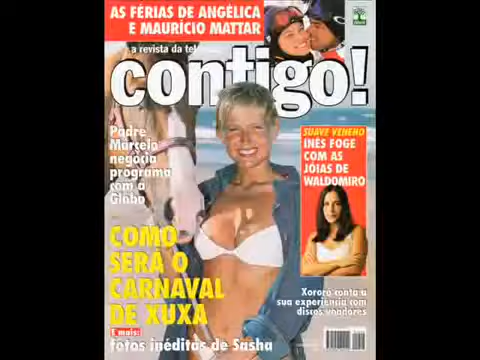 AS FÉRIAS DE ANGÉLICA
E MAURÍCIO MATTAR
a revista da tel
contigo!
Padre
Marcelo
negocia
programa
com a
Globo
SUAVE VENENO
INÊS FOGE
COM AS
JÓIAS DE
WALDOMIRO
COMO
SERÁ O
CARNAVAL
DE XUXA
Xororó conta a
sua experiência com
discos voadores
E mais:
fotos inéditas de Sasha